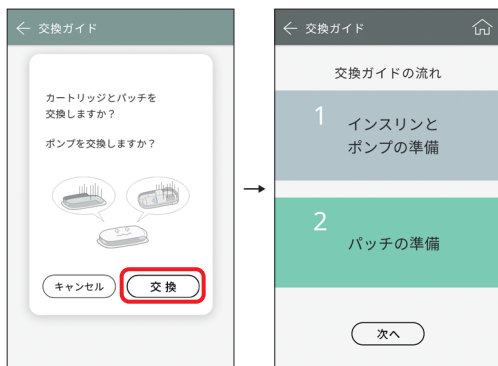 交換ガイド
カートリッジとパッチを
交換しますか？
ポンプを交換しますか？
キャンセル
交換
→
交換ガイド
交換ガイドの流れ
1
インスリンと
ポンプの準備
2
パッチの準備
次へ